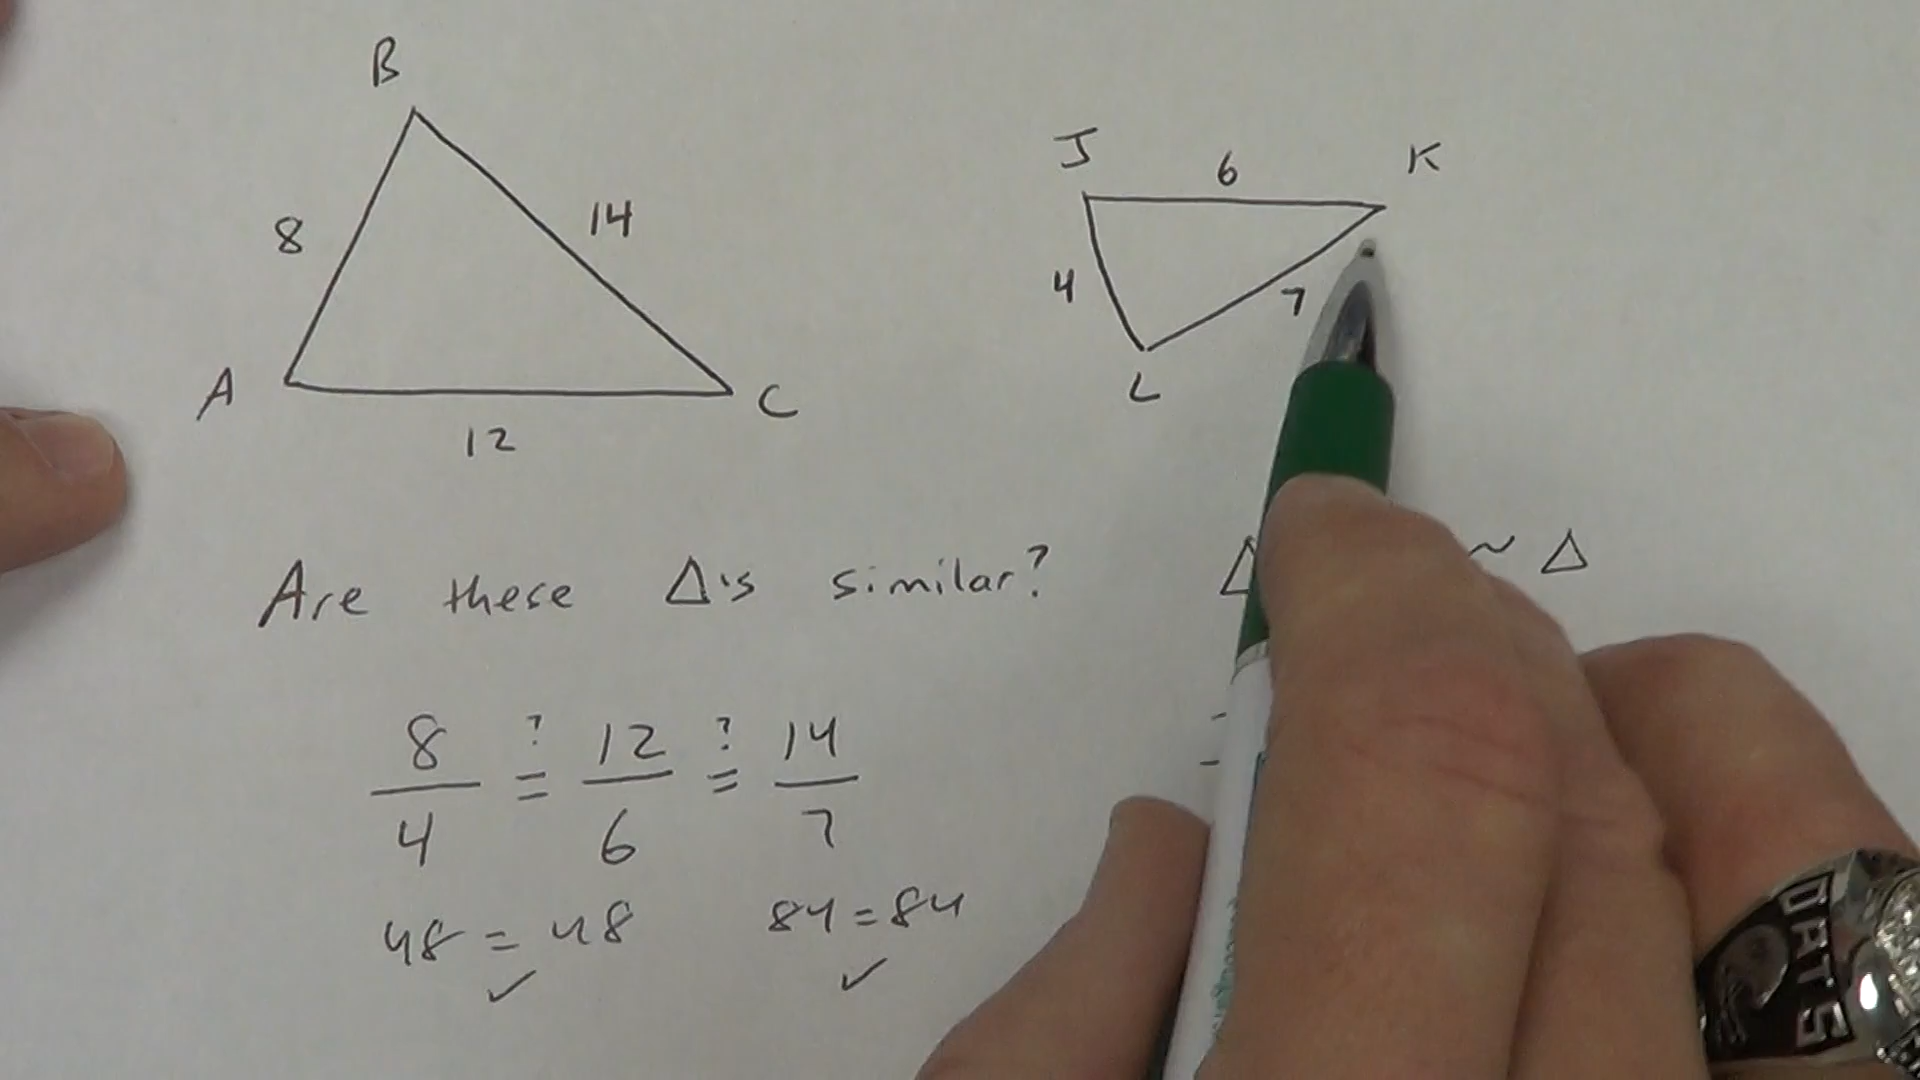 B
8
14
A
C
12
J
6
K
4
7
L
Are these Δ's similar?
Δ ~ Δ
8/4 ≟ 12/6 ≟ 14/7
48 = 48 ✓
84 = 84 ✓
OATS